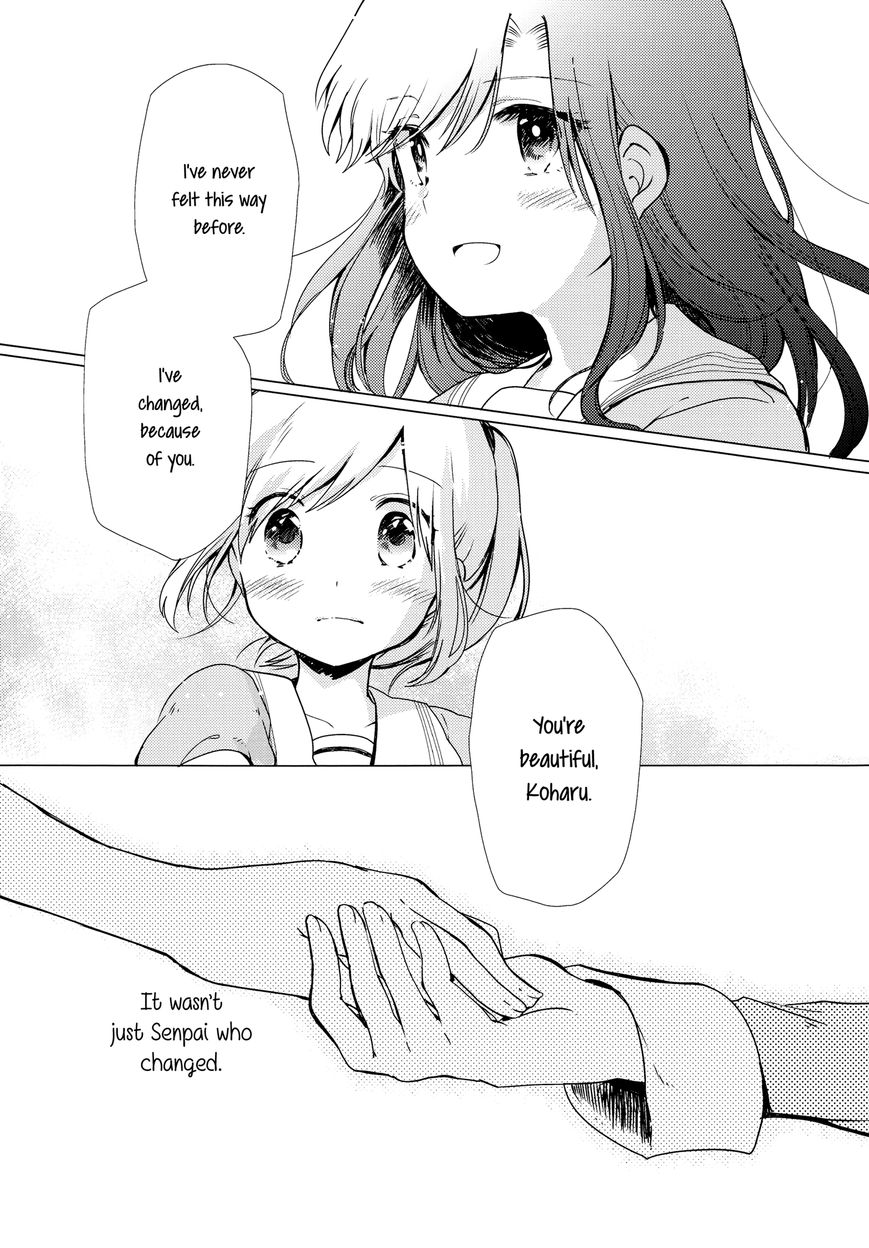 I've never
felt this way
before.
I've
changed,
because
of you.
You're
beautiful,
Koharu.
It wasn't
just Senpai who
changed.